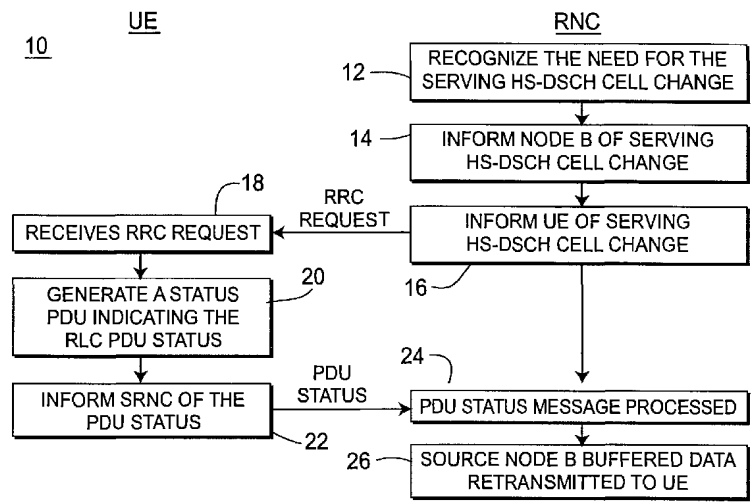 UE
RNC
10
12
RECOGNIZE THE NEED FOR THE
SERVING HS-DSCH CELL CHANGE
14
INFORM NODE B OF SERVING
HS-DSCH CELL CHANGE
18
RRC
REQUEST
RECEIVES RRC REQUEST
INFORM UE OF SERVING
HS-DSCH CELL CHANGE
16
20
GENERATE A STATUS
PDU INDICATING THE
RLC PDU STATUS
24
PDU
STATUS
INFORM SRNC OF THE
PDU STATUS
22
PDU STATUS MESSAGE PROCESSED
26
SOURCE NODE B BUFFERED DATA
RETRANSMITTED TO UE